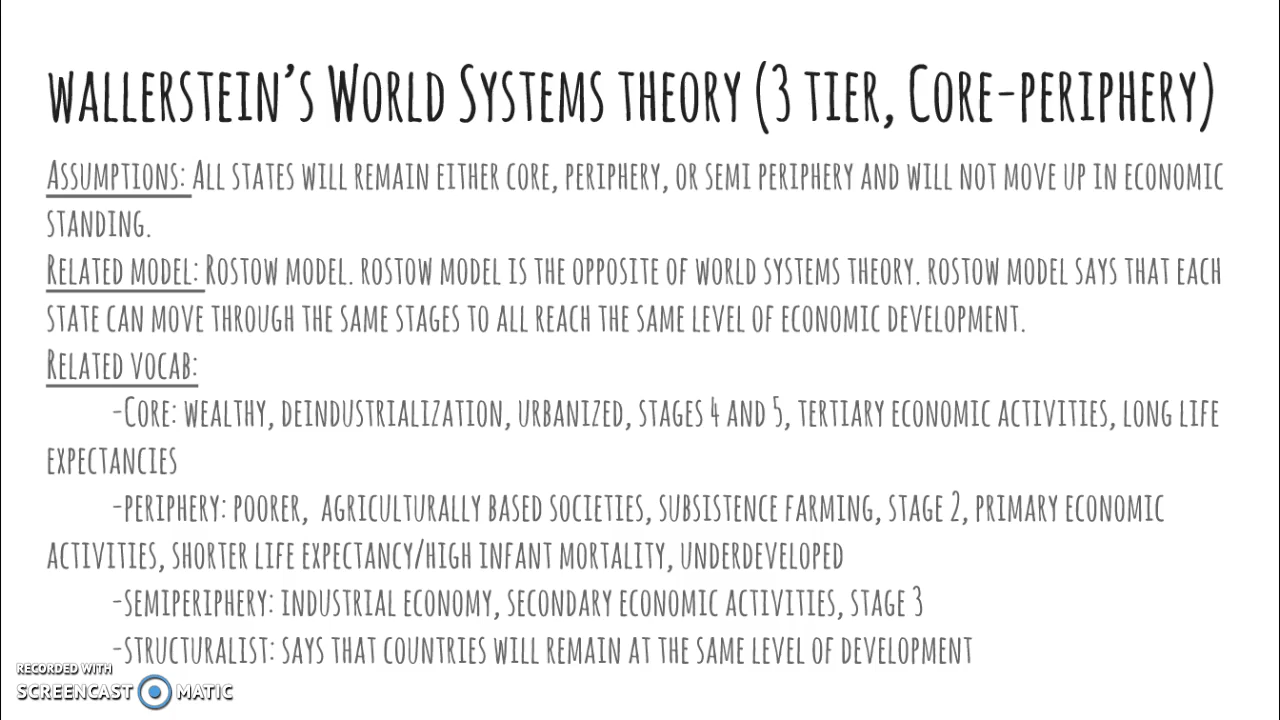 Wallerstein's World Systems theory (3 tier, Core-periphery)
Assumptions: All states will remain either core, periphery, or semi periphery and will not move up in economic
standing.
Related model: Rostow model. Rostow model is the opposite of world systems theory. Rostow model says that each
state can move through the same stages to all reach the same level of economic development.
Related vocab:
-Core: wealthy, deindustrialization, urbanized, stages 4 and 5, tertiary economic activities, long life
expectancies
-periphery: poorer, agriculturally based societies, subsistence farming, stage 2, primary economic
activities, shorter life expectancy/high infant mortality, underdeveloped
-semiperiphery: industrial economy, secondary economic activities, stage 3
-structuralist: says that countries will remain at the same level of development
RECORDED WITH
SCREENCAST MATIC